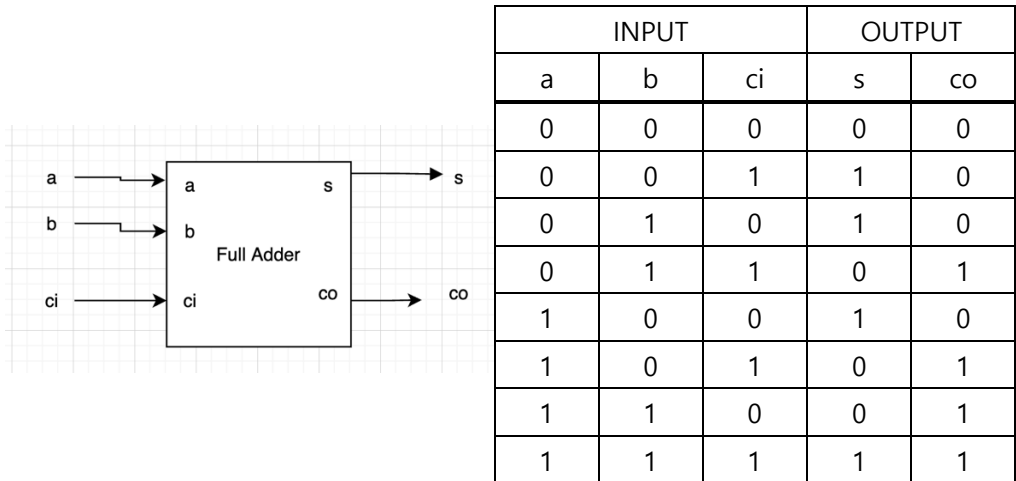 a a s s
b b
Full Adder
ci ci co co
INPUT OUTPUT
a b ci s co
0 0 0 0 0
0 0 1 1 0
0 1 0 1 0
0 1 1 0 1
1 0 0 1 0
1 0 1 0 1
1 1 0 0 1
1 1 1 1 1